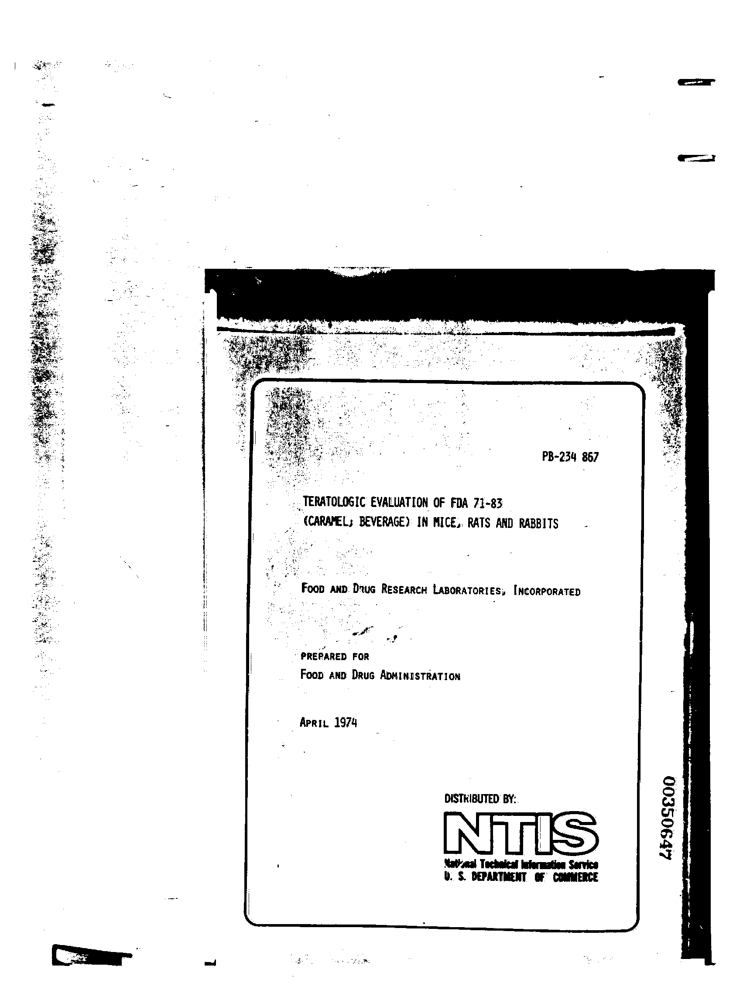 PB-234 867
TERATOLOGIC EVALUATION OF FDA 71-83
(CARAMEL; BEVERAGE) IN MICE, RATS AND RABBITS
FOOD AND DRUG RESEARCH LABORATORIES, INCORPORATED
PREPARED FOR
FOOD AND DRUG ADMINISTRATION
APRIL 1974
DISTRIBUTED BY:
NTIS
National Technical Information Service
U. S. DEPARTMENT OF COMMERCE
00350647